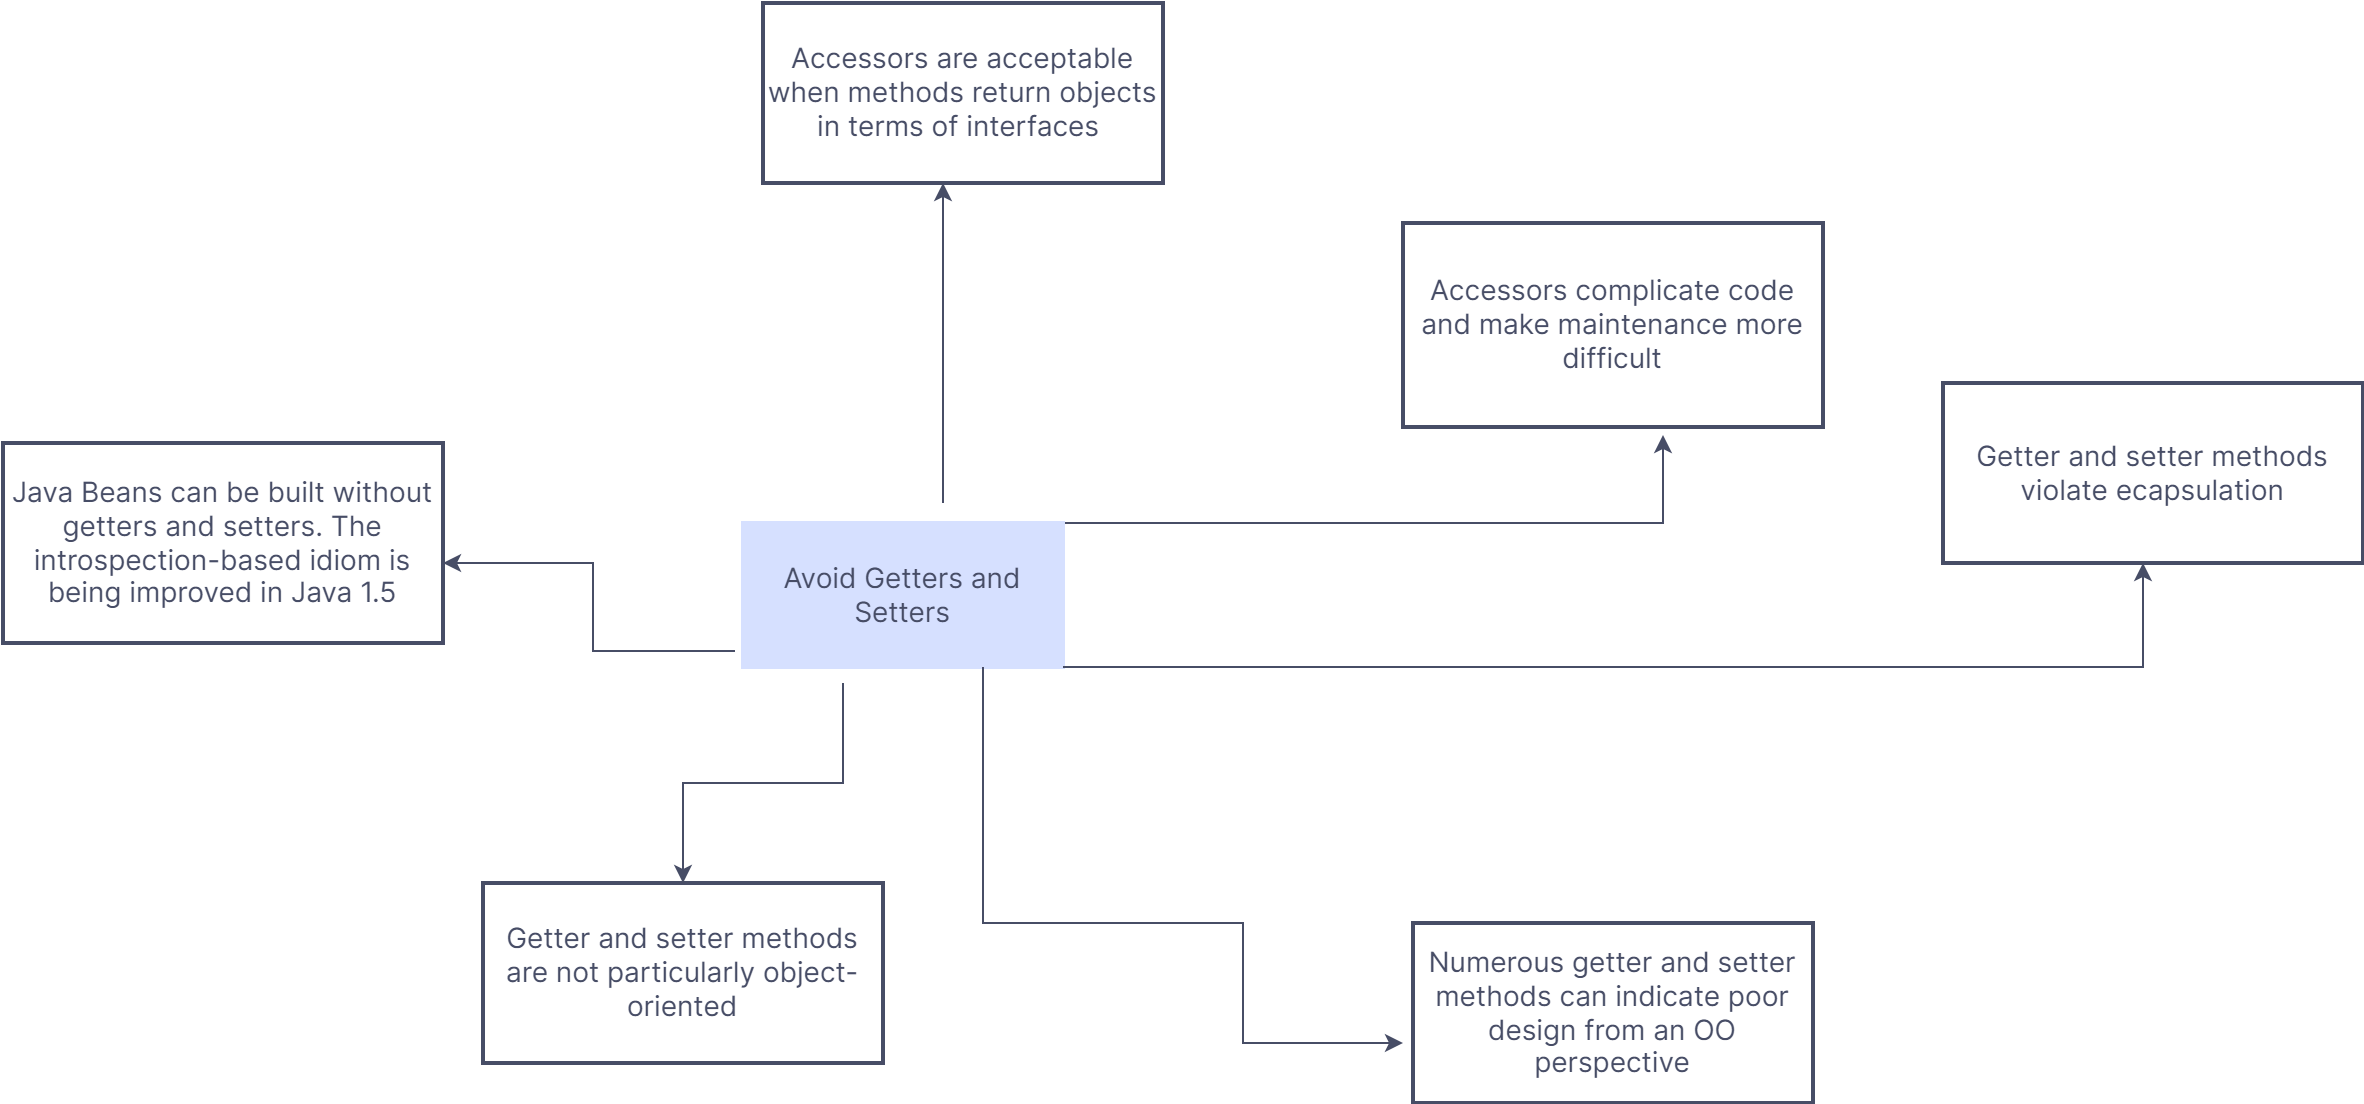 Accessors are acceptable
when methods return objects
in terms of interfaces
Accessors complicate code
and make maintenance more
difficult
Getter and setter methods
violate ecapsulation
Java Beans can be built without
getters and setters. The
introspection-based idiom is
being improved in Java 1.5
Avoid Getters and
Setters
Getter and setter methods
are not particularly object-
oriented
Numerous getter and setter
methods can indicate poor
design from an OO
perspective